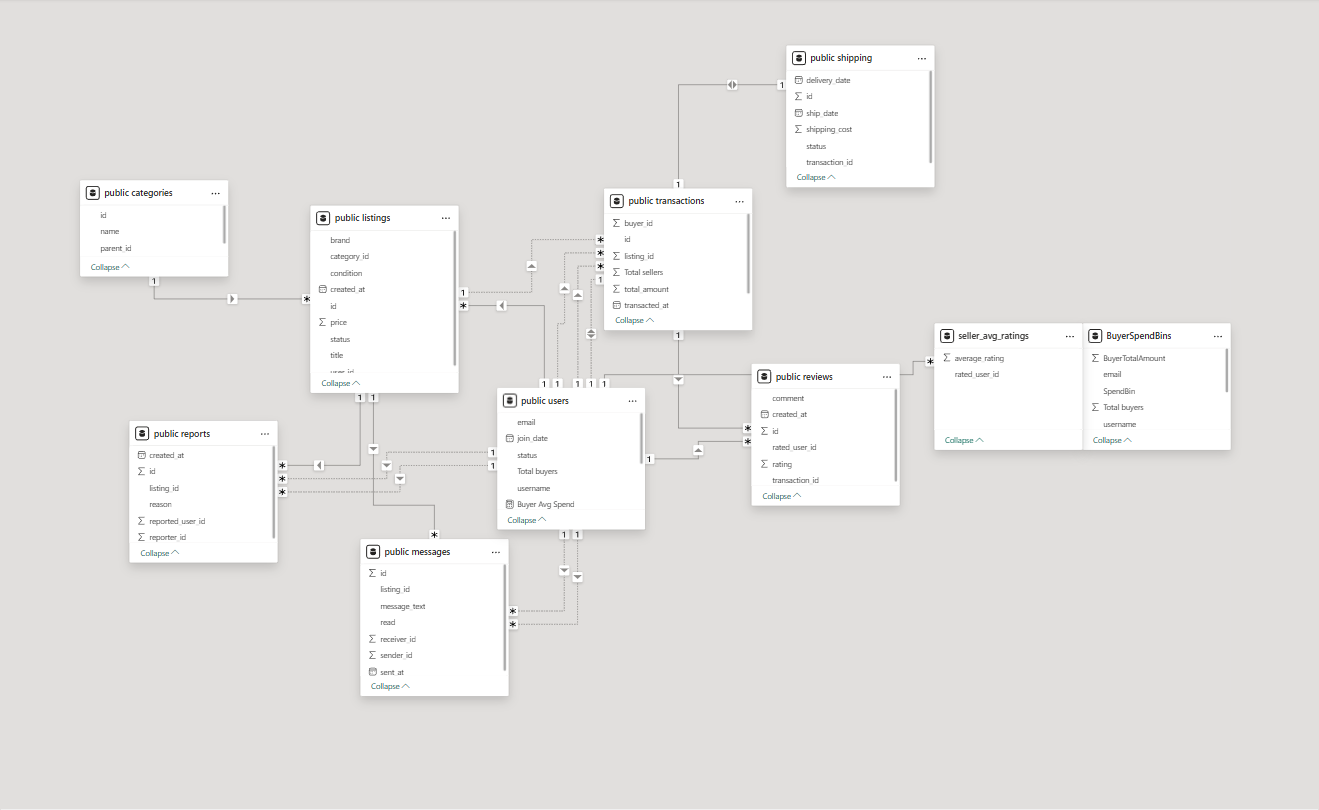 public shipping
delivery_date
id
ship_date
shipping_cost
status
transaction_id
Collapse
1
1
public categories
id
name
parent_id
Collapse
1
*
public listings
brand
category_id
condition
created_at
id
price
status
title
user_id
Collapse
1
*
1
1
public transactions
buyer_id
id
listing_id
Total sellers
total_amount
transacted_at
Collapse
*
*
*
1
1
seller_avg_ratings
average_rating
rated_user_id
Collapse
*
BuyerSpendBins
BuyerTotalAmount
email
SpendBin
Total buyers
username
Collapse
public reviews
comment
created_at
id
rated_user_id
rating
transaction_id
Collapse
*
*
public users
email
join_date
status
Total buyers
username
Buyer Avg Spend
Collapse
1
1
1
1
1
1
1
1
1
1
public reports
created_at
id
listing_id
reason
reported_user_id
reporter_id
Collapse
*
*
*
public messages
id
listing_id
message_text
read
receiver_id
sender_id
sent_at
Collapse
*
*
*